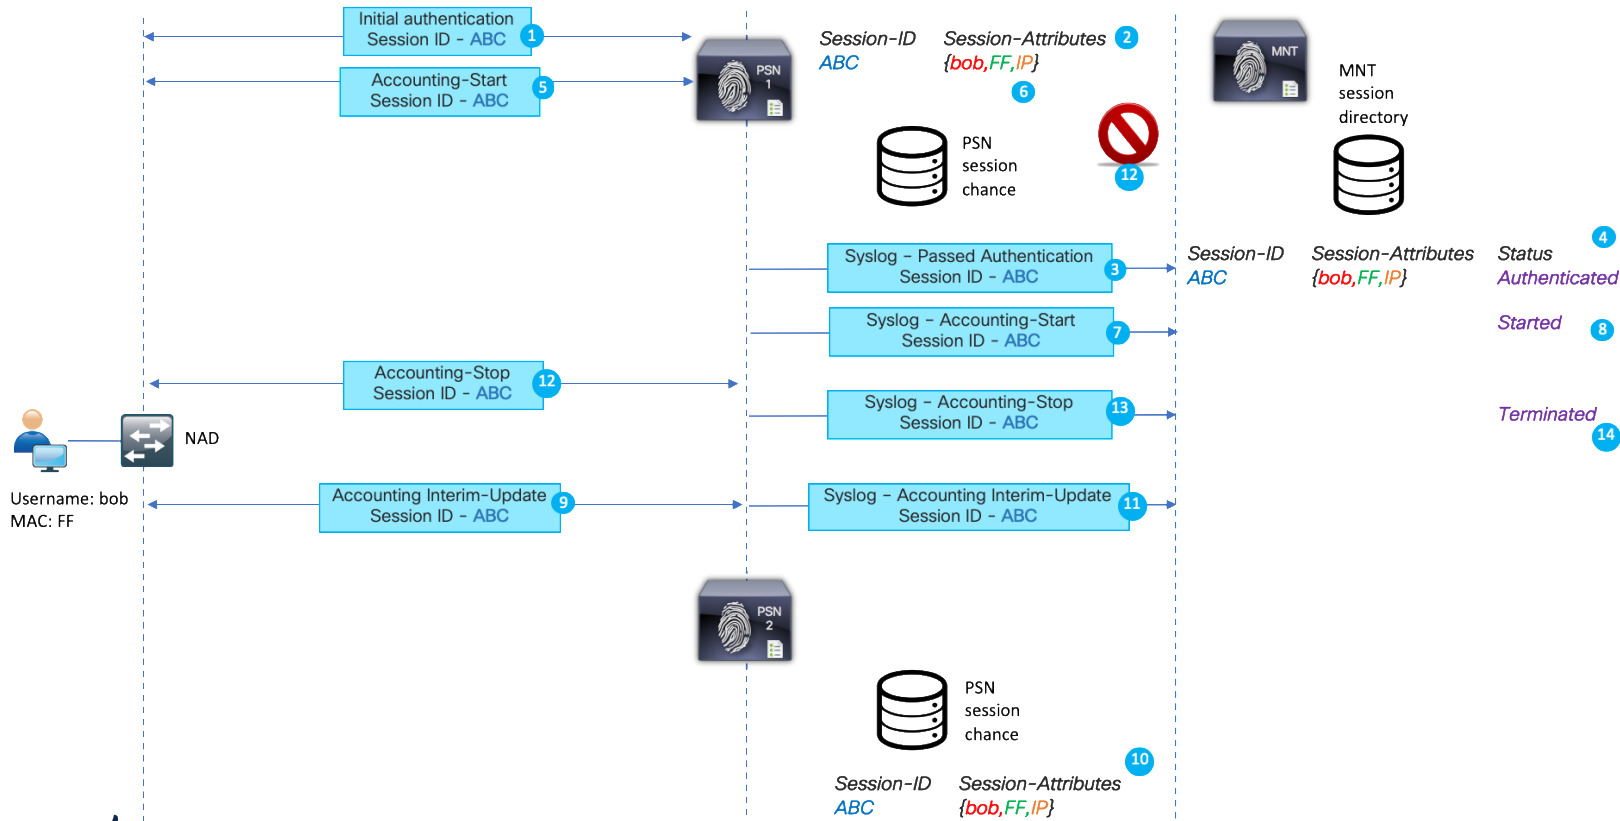 Initial authentication
Session ID - ABC
1
Accounting-Start
Session ID - ABC
5
PSN
1
Session-ID Session-Attributes 2
ABC {bob,FF,IP}
6
MNT
MNT
session
directory
PSN
session
chance
12
Syslog – Passed Authentication
Session ID - ABC
3
4
Session-ID Session-Attributes Status
ABC {bob,FF,IP} Authenticated
Syslog – Accounting-Start
Session ID - ABC
7
Started 8
Accounting-Stop
Session ID - ABC
12
Syslog - Accounting-Stop
Session ID - ABC
13
Terminated
14
NAD
Username: bob
MAC: FF
Accounting Interim-Update
Session ID - ABC
9
Syslog – Accounting Interim-Update
Session ID - ABC
11
PSN
2
PSN
session
chance
10
Session-ID Session-Attributes
ABC {bob,FF,IP}